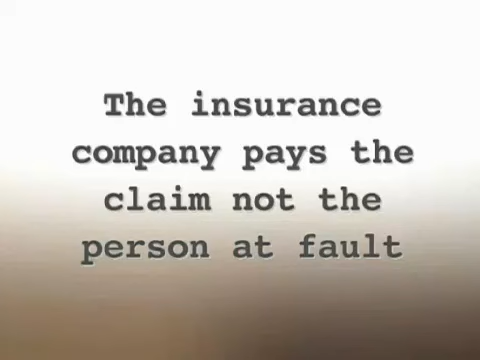 The insurance
company pays the
claim not the
person at fault